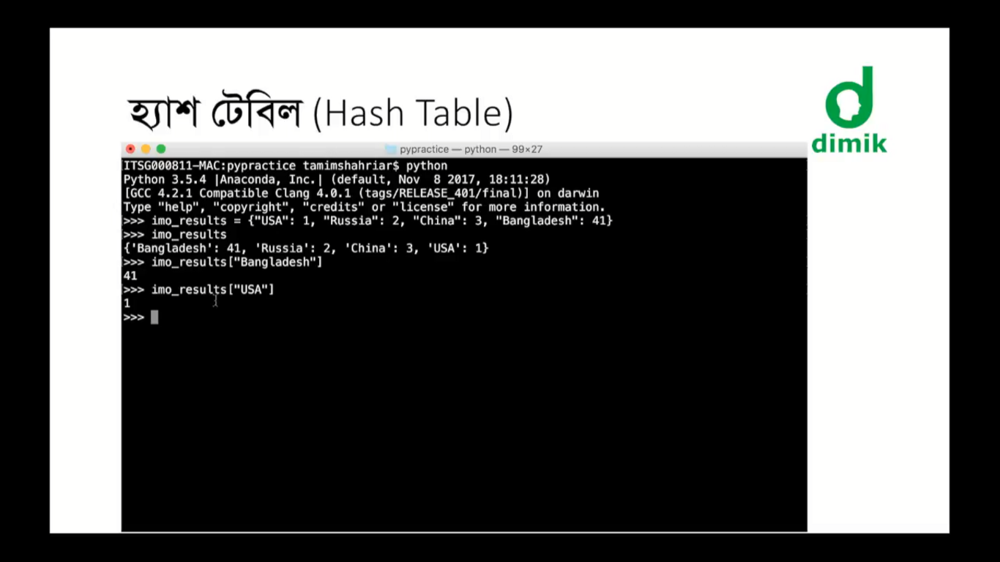 হ্যাশ টেবিল (Hash Table)
dimik
pypractice — python — 99×27
ITSG000811-MAC:pypractice tamimshahriar$ python
Python 3.5.4 |Anaconda, Inc.| (default, Nov  8 2017, 18:11:28)
[GCC 4.2.1 Compatible Clang 4.0.1 (tags/RELEASE_401/final)] on darwin
Type "help", "copyright", "credits" or "license" for more information.
>>> imo_results = {"USA": 1, "Russia": 2, "China": 3, "Bangladesh": 41}
>>> imo_results
{'Bangladesh': 41, 'Russia': 2, 'China': 3, 'USA': 1}
>>> imo_results["Bangladesh"]
41
>>> imo_results["USA"]
1
>>>